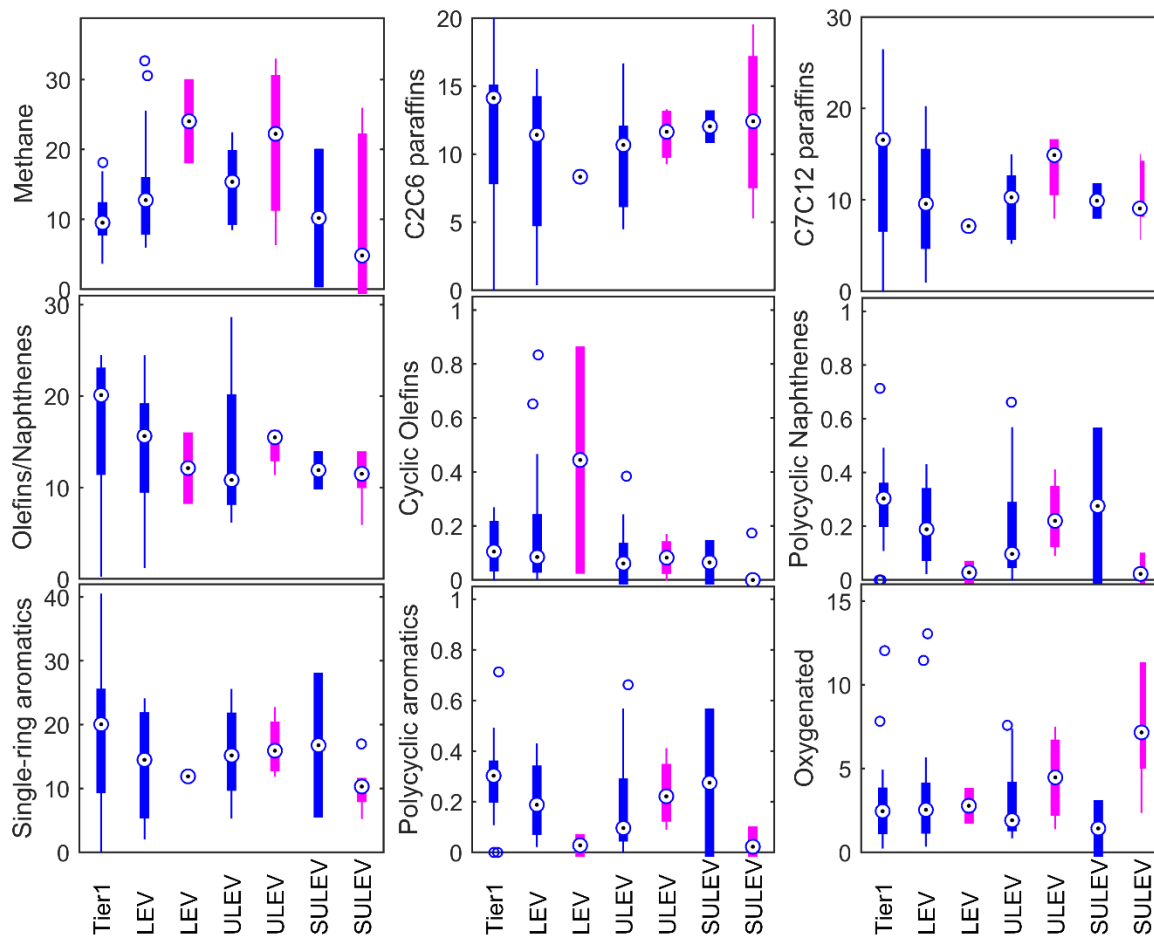 Methane
30
20
10
0
C2C6 paraffins
20
15
10
5
0
C7C12 paraffins
30
20
10
0
Olefins/Naphthenes
30
20
10
0
Cyclic Olefins
1
0.8
0.6
0.4
0.2
0
Polycyclic Naphthenes
1
0.8
0.6
0.4
0.2
0
Single-ring aromatics
40
30
20
10
0
Polycyclic aromatics
1
0.8
0.6
0.4
0.2
0
Oxygenated
15
10
5
0
Tier1
LEV
LEV
ULEV
ULEV
SULEV
SULEV
Tier1
LEV
LEV
ULEV
ULEV
SULEV
SULEV
Tier1
LEV
LEV
ULEV
ULEV
SULEV
SULEV